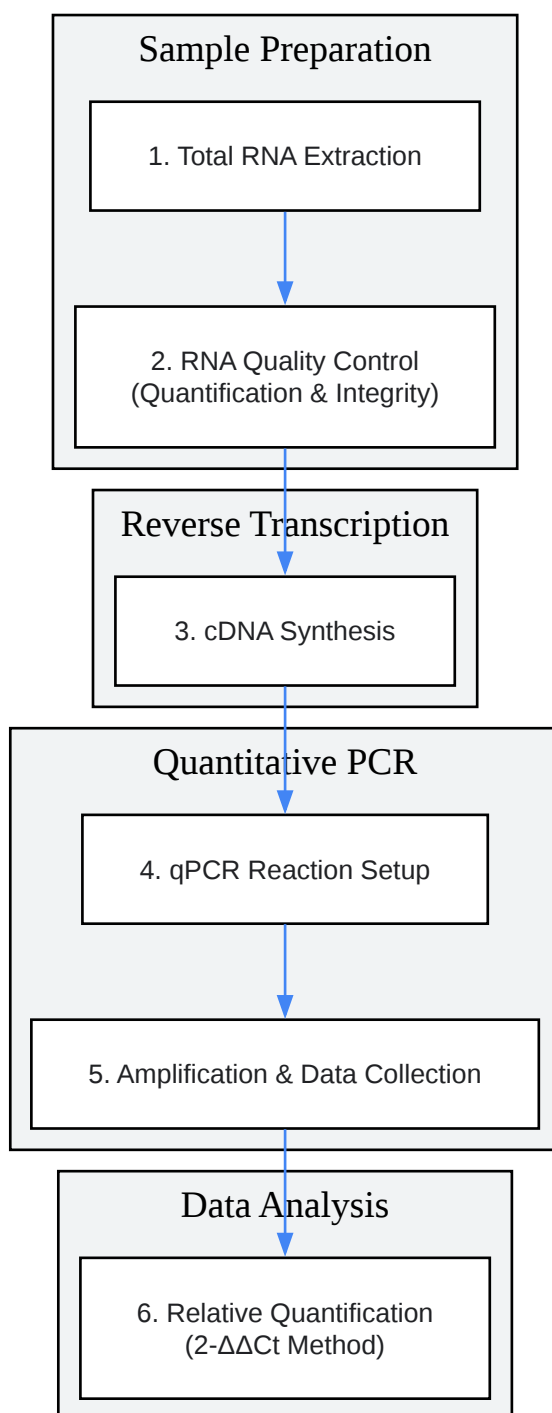 Sample Preparation
1. Total RNA Extraction
2. RNA Quality Control
(Quantification & Integrity)
Reverse Transcription
3. cDNA Synthesis
Quantitative PCR
4. qPCR Reaction Setup
5. Amplification & Data Collection
Data Analysis
6. Relative Quantification
(2-ΔΔCt Method)